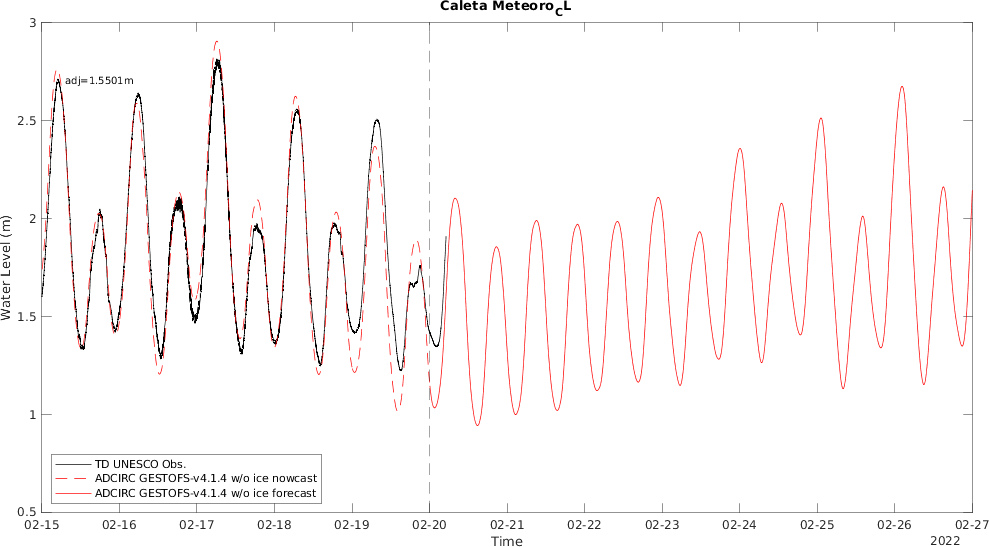 Caleta Meteoro_CL
Water Level (m)
3
2.5
2
1.5
1
0.5
adj=1.5501m
TD UNESCO Obs.
ADCIRC GESTOFS-v4.1.4 w/o ice nowcast
ADCIRC GESTOFS-v4.1.4 w/o ice forecast
02-15 02-16 02-17 02-18 02-19 02-20 02-21 02-22 02-23 02-24 02-25 02-26 02-27
Time
2022